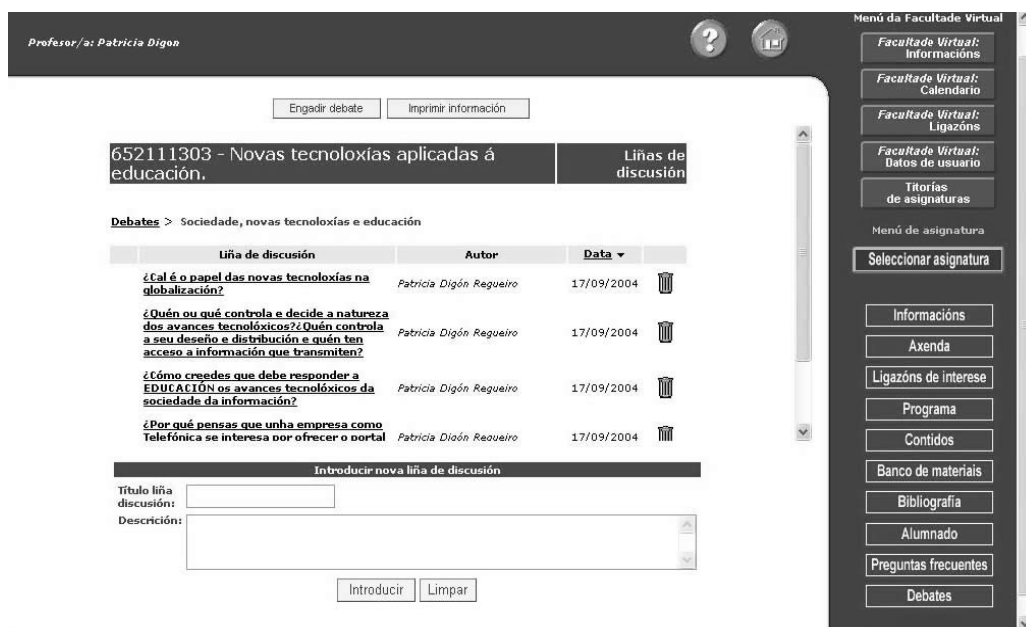 Profesor/a: Patricia Digon
Engadir debate
Imprimir información
652111303 - Novas tecnoloxías aplicadas á
educación.
Liñas de
discusión
Debates > Sociedade, novas tecnoloxías e educación
Liña de discusión Autor Data
¿Cal é o papel das novas tecnoloxías na
globalización?
Patricia Digón Regueiro 17/09/2004
¿Quén ou qué controla e decide a natureza
dos avances tecnolóxicos?¿Quén controla
a seu deseño e distribución e quén ten
acceso a información que transmiten?
Patricia Digón Regueiro 17/09/2004
¿Cómo creedes que debe responder a
EDUCACIÓN os avances tecnolóxicos da
sociedade da información?
Patricia Digón Regueiro 17/09/2004
¿Por qué pensas que unha empresa como
Telefónica se interesa por ofrecer o portal
Patricia Digón Regueiro 17/09/2004
Introducir nova liña de discusión
Título liña
discusión:
Descrición:
Introducir
Limpar
Menú da Facultade Virtual
Facultade Virtual:
Informacións
Facultade Virtual:
Calendario
Facultade Virtual:
Ligazóns
Facultade Virtual:
Datos de usuario
Titorías
de asignaturas
Menú de asignatura
Seleccionar asignatura
Informacións
Axenda
Ligazóns de interese
Programa
Contidos
Banco de materiais
Bibliografía
Alumnado
Preguntas frecuentes
Debates